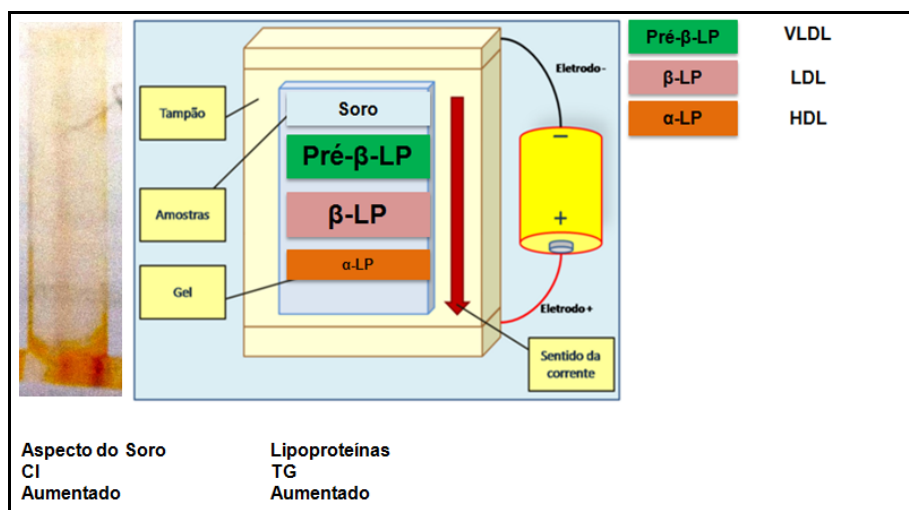 Tampão
Amostras
Gel
Soro
Pré-β-LP
β-LP
α-LP
Eletrodo -
−
+
Eletrodo +
Sentido da
corrente
Pré-β-LP VLDL
β-LP LDL
α-LP HDL
Aspecto do Soro Lipoproteínas
CI TG
Aumentado Aumentado